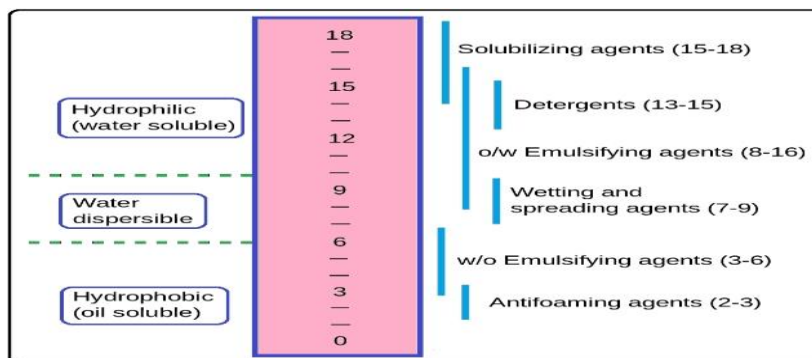 Hydrophilic
(water soluble)
Water
dispersible
Hydrophobic
(oil soluble)
18
15
12
9
6
3
0
Solubilizing agents (15-18)
Detergents (13-15)
o/w Emulsifying agents (8-16)
Wetting and
spreading agents (7-9)
w/o Emulsifying agents (3-6)
Antifoaming agents (2-3)